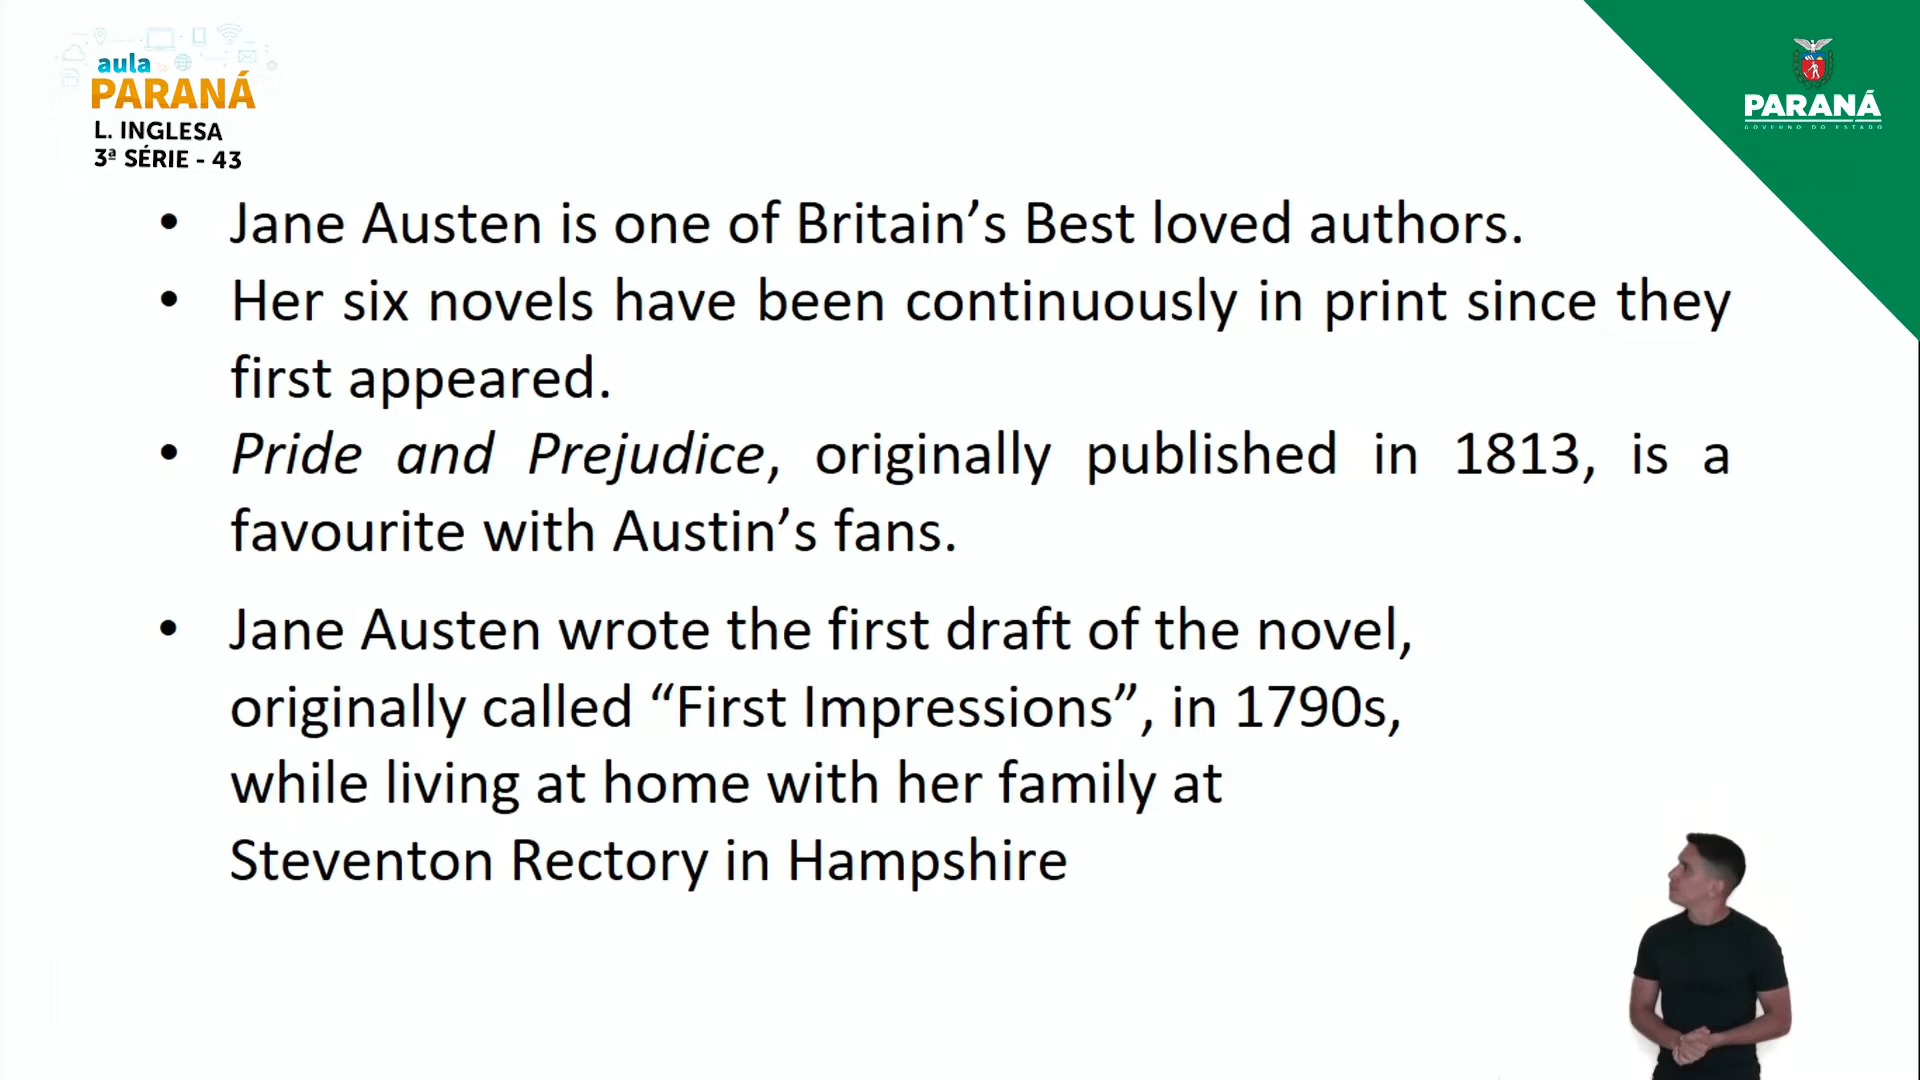 aula
PARANÁ
L. INGLESA
3ª SÉRIE - 43
PARANÁ
GOVERNO DO ESTADO
• Jane Austen is one of Britain’s Best loved authors.
• Her six novels have been continuously in print since they
first appeared.
• Pride and Prejudice, originally published in 1813, is a
favourite with Austin’s fans.
• Jane Austen wrote the first draft of the novel,
originally called “First Impressions”, in 1790s,
while living at home with her family at
Steventon Rectory in Hampshire